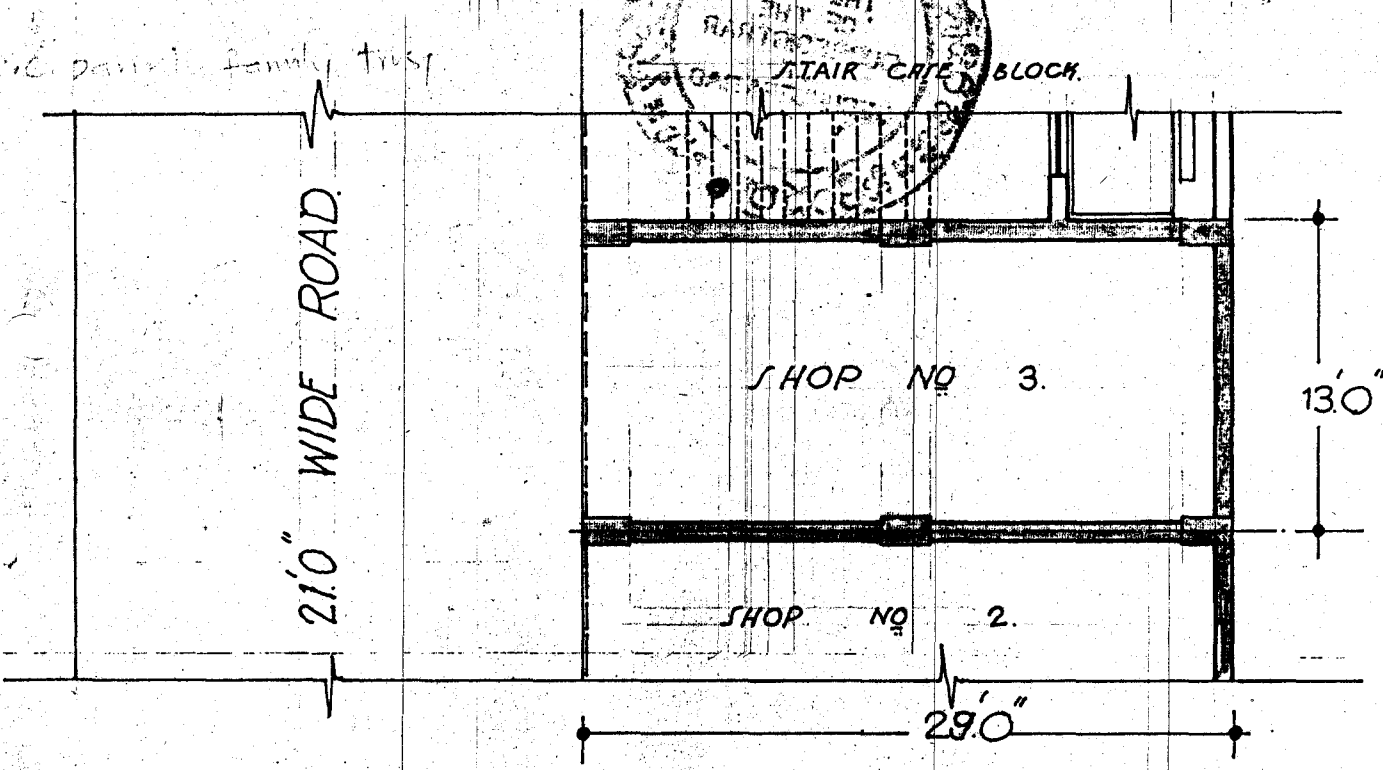 family trust
STAIR CASE BLOCK.
21'.0" WIDE ROAD.
SHOP NO 3.
13'.0"
SHOP NO 2.
29'.0"